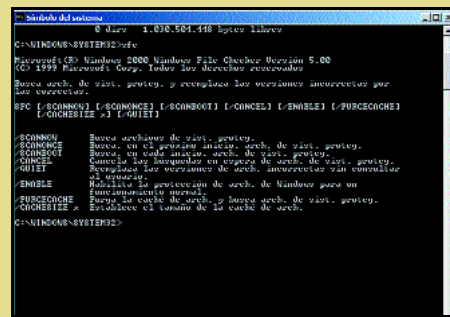 Símbolo del sistema
0 dirs 1.030.504.448 bytes libres
C:\WINDOWS\SYSTEM32>sfc
Microsoft(R) Windows 2000 Windows File Checker Versión 5.00
(C) 1999 Microsoft Corp. Todos los derechos reservados
Busca arch. de sist. proteg. y reemplaza las versiones incorrectas por
las correctas.
SFC [/SCANNOW] [/SCANONCE] [/SCANBOOT] [/CANCEL] [/ENABLE] [/PURGECACHE]
[/CACHESIZE x] [/QUIET]
/SCANNOW Busca archivos de sist. proteg.
/SCANONCE Busca, en el próximo inicio, arch. de sist. proteg.
/SCANBOOT Busca, en cada inicio, arch. de sist. proteg.
/CANCEL Cancela las búsquedas en espera de arch. de sist. proteg.
/QUIET Reemplaza las versiones de arch. incorrectas sin consultar
al usuario.
/ENABLE Habilita la protección de arch. de Windows para un
funcionamiento normal.
/PURGECACHE Purga la caché de arch. y busca arch. de sist. proteg.
/CACHESIZE x Establece el tamaño de la caché de arch.
C:\WINDOWS\SYSTEM32>